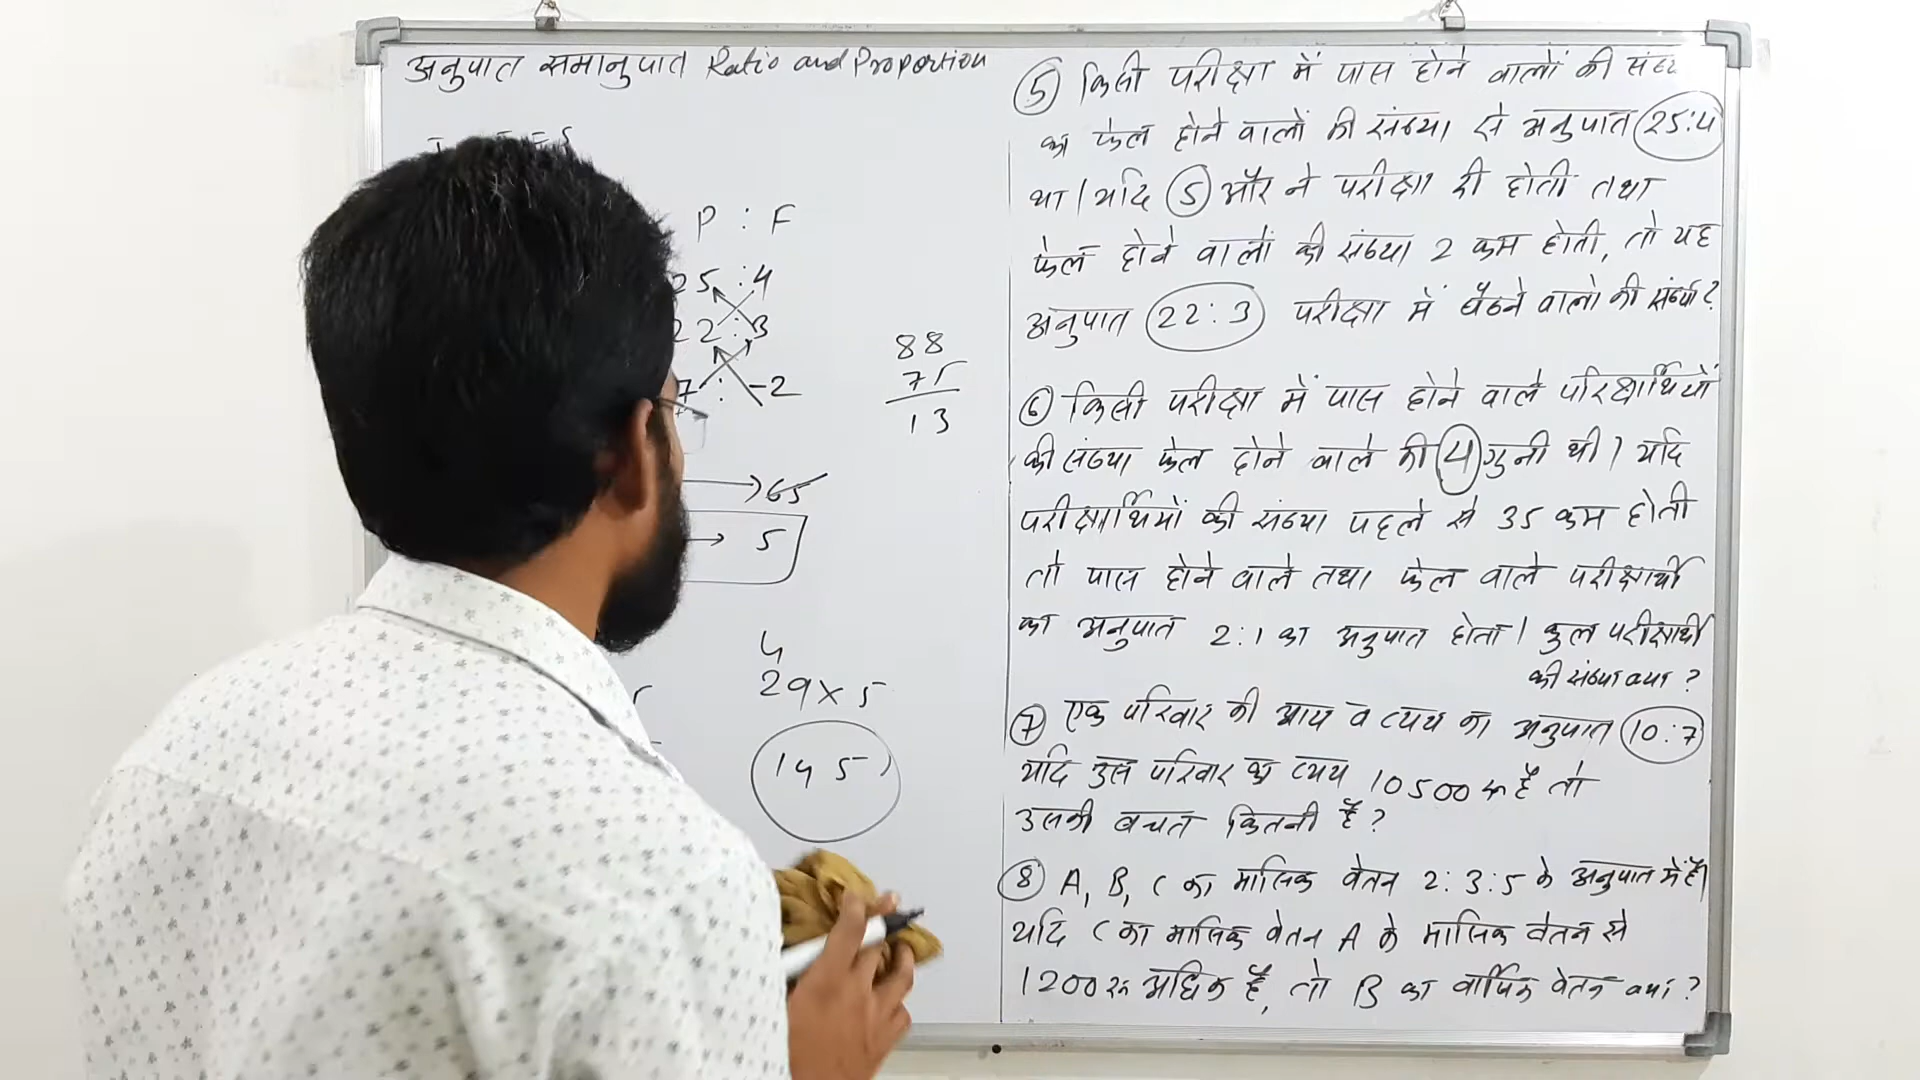 अनुपात समानुपात Ratio and Proportion
P : F
25 : 4
22 : 3
7 : -2
88
75
13
→ 65
→ 5
5
29 x 5
145
⑤ किसी परीक्षा में पास होने वालों की
का फेल होने वालों की संख्या से अनुपात 25:4
था। यदि 5 और ने परीक्षा दी होती तथा
फेल होने वालों की संख्या 2 कम होती, तो यह
अनुपात 22:3 परीक्षा में बैठने वालो की संख्या?
⑥ किसी परीक्षा में पास होने वाले परिक्षार्थियों
की संख्या फेल होने वाले की 4 गुनी थी। यदि
परीक्षार्थियों की संख्या पहले से 35 कम होती
तो पास होने वाले तथा फेल वाले परीक्षार्थी
का अनुपात 2:1 का अनुपात होता। कुल परीक्षार्थी
की संख्या क्या ?
⑦ एक परिवार की आय व व्यय का अनुपात 10:7
यदि उस परिवार का व्यय 10500 रू है तो
उसकी बचत कितनी है?
⑧ A, B, C का मासिक वेतन 2:3:5 के अनुपात में है।
यदि C का मासिक वेतन A के मासिक वेतन से
1200 रू अधिक है, तो B का वार्षिक वेतन क्या ?